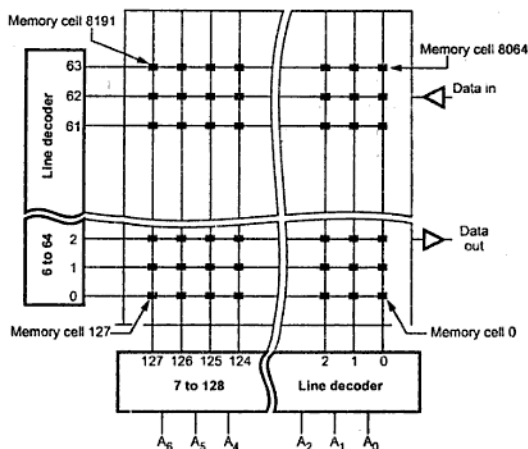 Memory cell 8191
Memory cell 8064
63
62
61
Data in
Line decoder
6 to 64
2
1
0
Data
out
Memory cell 127
Memory cell 0
127 126 125 124 2 1 0
7 to 128 Line decoder
A6 A5 A4 A2 A1 A0